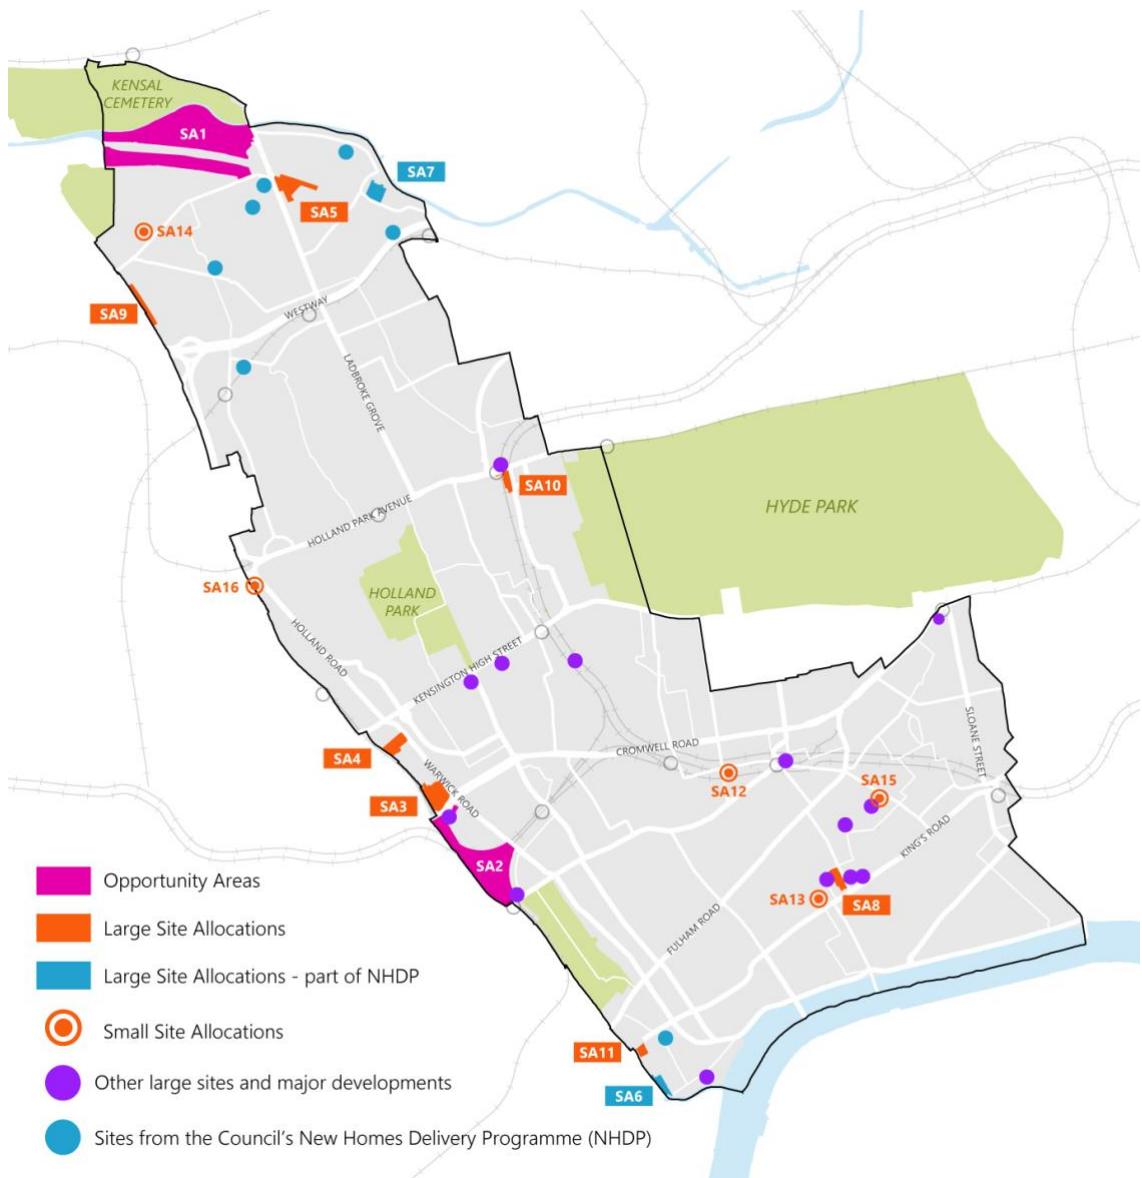 KENSAL
CEMETERY
SA1
SA7
SA5
SA14
SA9
WESTWAY
LADBROKE GROVE
SA10
HYDE PARK
HOLLAND PARK AVENUE
SA16
HOLLAND
PARK
HOLLAND ROAD
KENSINGTON HIGH STREET
SLOANE STREET
SA4
CROMWELL ROAD
WARWICK ROAD
SA3
SA12
SA15
KING'S ROAD
SA2
SA13
SA8
FULHAM ROAD
SA11
SA6
Opportunity Areas
Large Site Allocations
Large Site Allocations - part of NHDP
Small Site Allocations
Other large sites and major developments
Sites from the Council's New Homes Delivery Programme (NHDP)